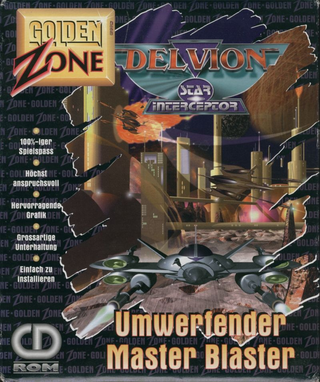 GOLDEN
ZONE
DELVION
STAR
INTERCEPTOR
100%-iger
Spielspass
Höchst
anspruchsvoll
Hervorragende
Grafik
Grossartige
Unterhaltung
Einfach zu
installieren
CD
ROM
Umwerfender
Master Blaster